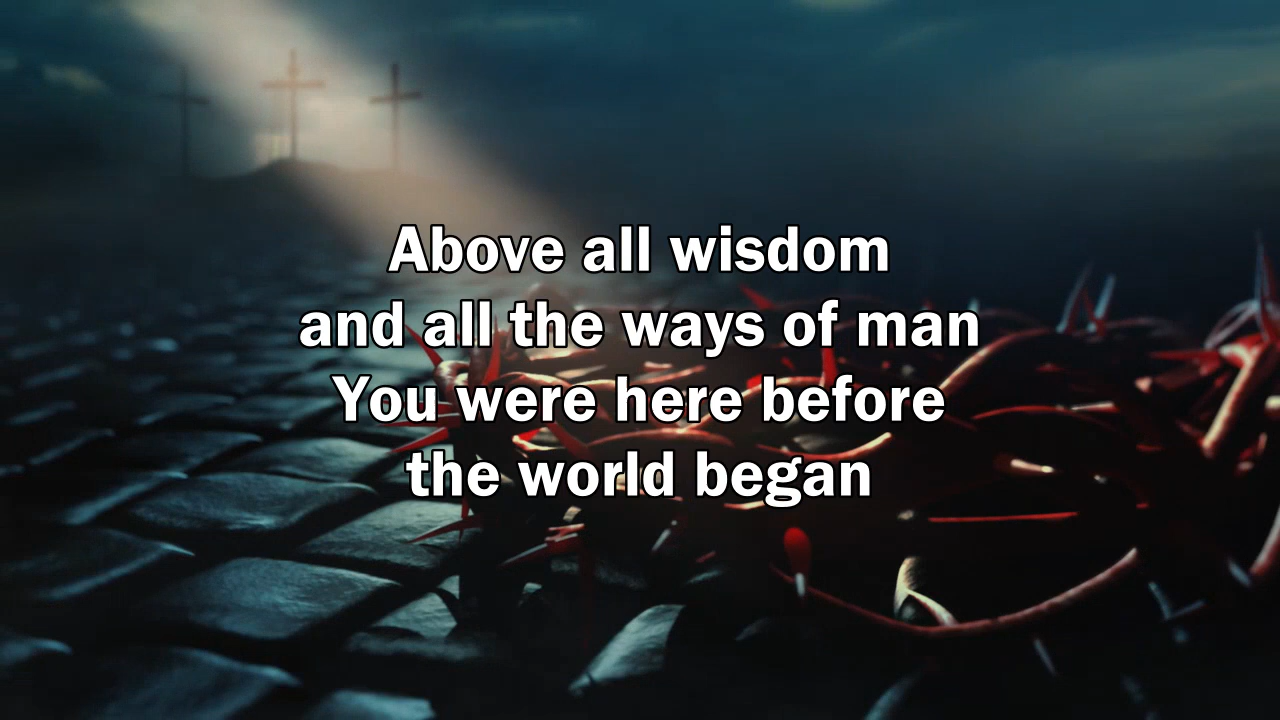 Above all wisdom
and all the ways of man
You were here before
the world began